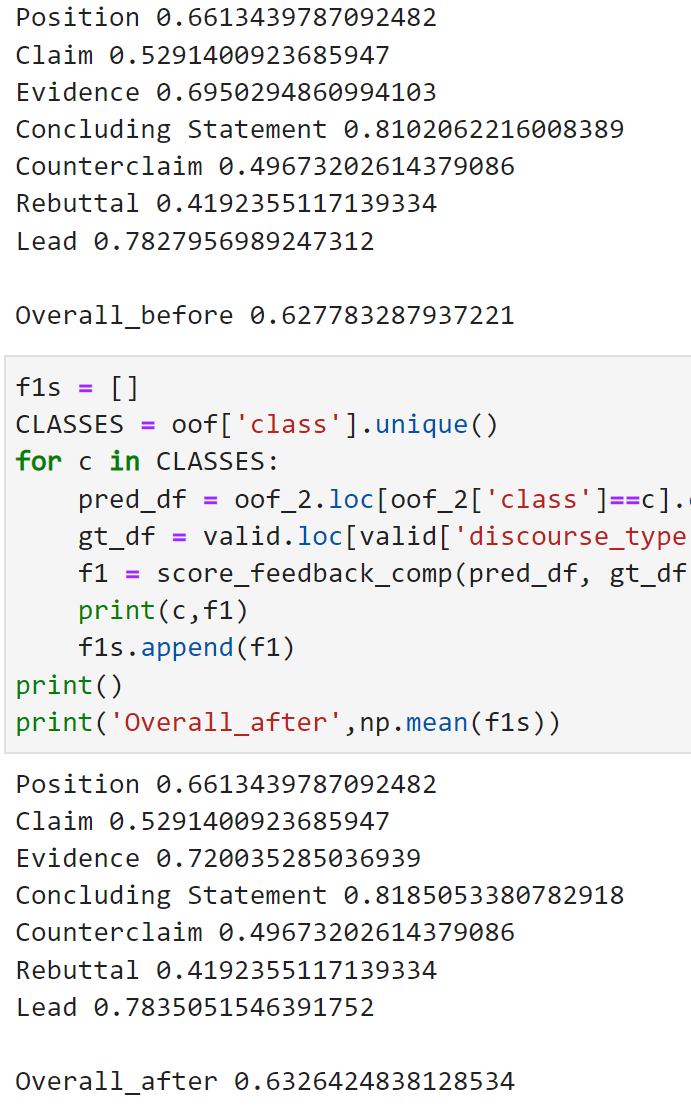 Position 0.6613439787092482
Claim 0.5291400923685947
Evidence 0.6950294860994103
Concluding Statement 0.8102062216008389
Counterclaim 0.49673202614379086
Rebuttal 0.4192355117139334
Lead 0.7827956989247312
Overall_before 0.627783287937221
f1s = []
CLASSES = oof['class'].unique()
for c in CLASSES:
    pred_df = oof_2.loc[oof_2['class']==c].
    gt_df = valid.loc[valid['discourse_type
    f1 = score_feedback_comp(pred_df, gt_df
    print(c,f1)
    f1s.append(f1)
print()
print('Overall_after',np.mean(f1s))
Position 0.6613439787092482
Claim 0.5291400923685947
Evidence 0.720035285036939
Concluding Statement 0.8185053380782918
Counterclaim 0.49673202614379086
Rebuttal 0.4192355117139334
Lead 0.7835051546391752
Overall_after 0.6326424838128534